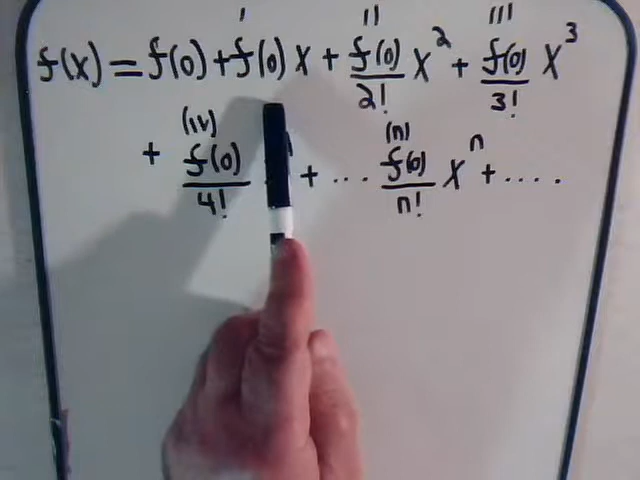 f(x) = f(0) + f'(0) x + f''(0)/2! x² + f'''(0)/3! x³
+ f⁽ⁱᵛ⁾(0)/4! + ... f⁽ⁿ⁾(0)/n! xⁿ + ....